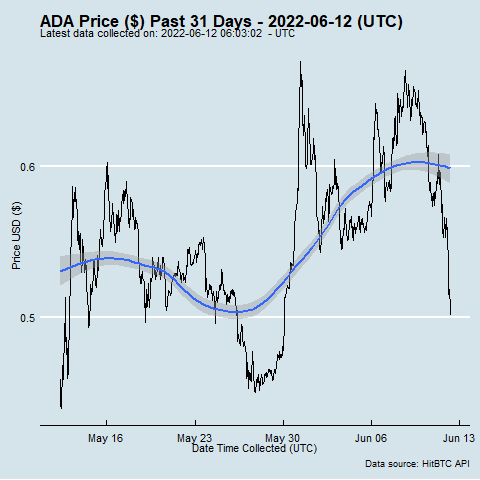 ADA Price ($) Past 31 Days - 2022-06-12 (UTC)
Latest data collected on: 2022-06-12 06:03:02  - UTC
Price USD ($)
0.6
0.5
May 16
May 23
May 30
Jun 06
Jun 13
Date Time Collected (UTC)
Data source: HitBTC API